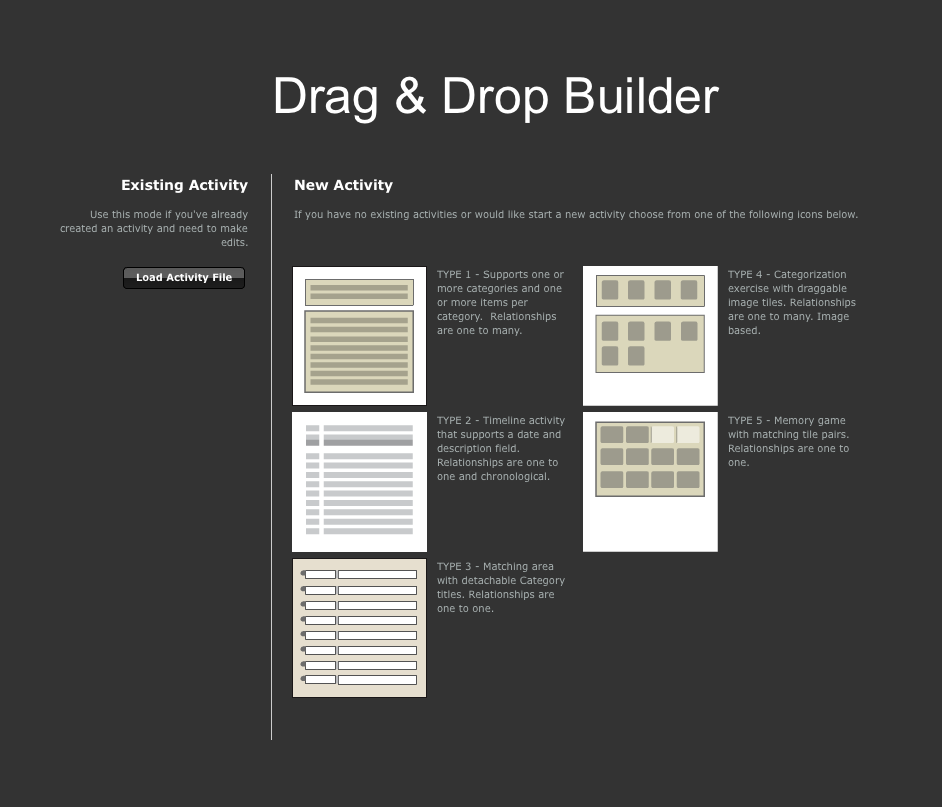 Drag & Drop Builder
Existing Activity
Use this mode if you've already
created an activity and need to make
edits.
Load Activity File
New Activity
If you have no existing activities or would like start a new activity choose from one of the following icons below.
TYPE 1 - Supports one or
more categories and one
or more items per
category.  Relationships
are one to many.
TYPE 2 - Timeline activity
that supports a date and
description field.
Relationships are one to
one and chronological.
TYPE 3 - Matching area
with detachable Category
titles. Relationships are
one to one.
TYPE 4 - Categorization
exercise with draggable
image tiles. Relationships
are one to many. Image
based.
TYPE 5 - Memory game
with matching tile pairs.
Relationships are one to
one.